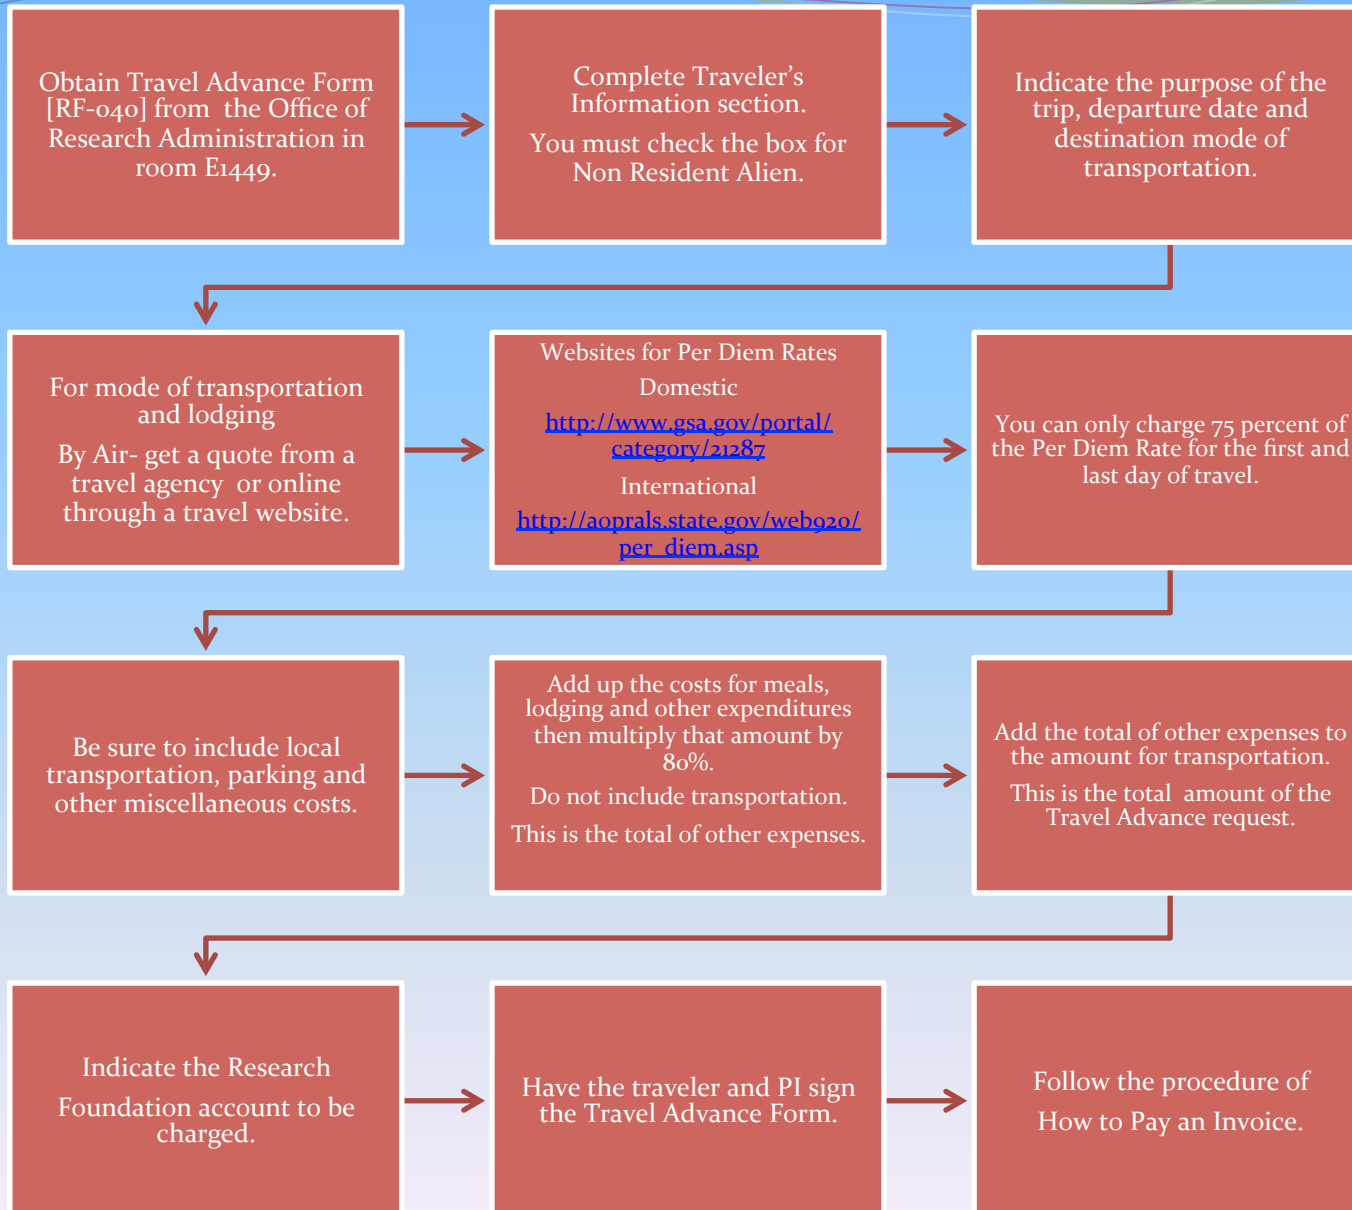 Obtain Travel Advance Form
[RF-040] from the Office of
Research Administration in
room E1449.
Complete Traveler's
Information section.
You must check the box for
Non Resident Alien.
Indicate the purpose of the
trip, departure date and
destination mode of
transportation.
For mode of transportation
and lodging
By Air- get a quote from a
travel agency or online
through a travel website.
Websites for Per Diem Rates
Domestic
http://www.gsa.gov/portal/
category/21287
International
http://aoprals.state.gov/web920/
per_diem.asp
You can only charge 75 percent of
the Per Diem Rate for the first and
last day of travel.
Be sure to include local
transportation, parking and
other miscellaneous costs.
Add up the costs for meals,
lodging and other expenditures
then multiply that amount by
80%.
Do not include transportation.
This is the total of other expenses.
Add the total of other expenses to
the amount for transportation.
This is the total amount of the
Travel Advance request.
Indicate the Research
Foundation account to be
charged.
Have the traveler and PI sign
the Travel Advance Form.
Follow the procedure of
How to Pay an Invoice.